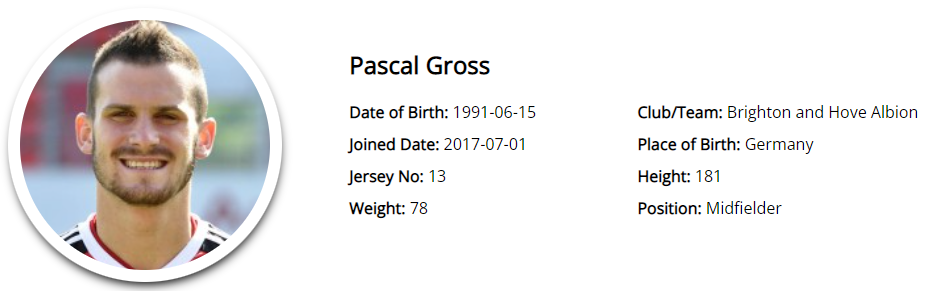 Pascal Gross
Date of Birth: 1991-06-15
Club/Team: Brighton and Hove Albion
Joined Date: 2017-07-01
Place of Birth: Germany
Jersey No: 13
Height: 181
Weight: 78
Position: Midfielder